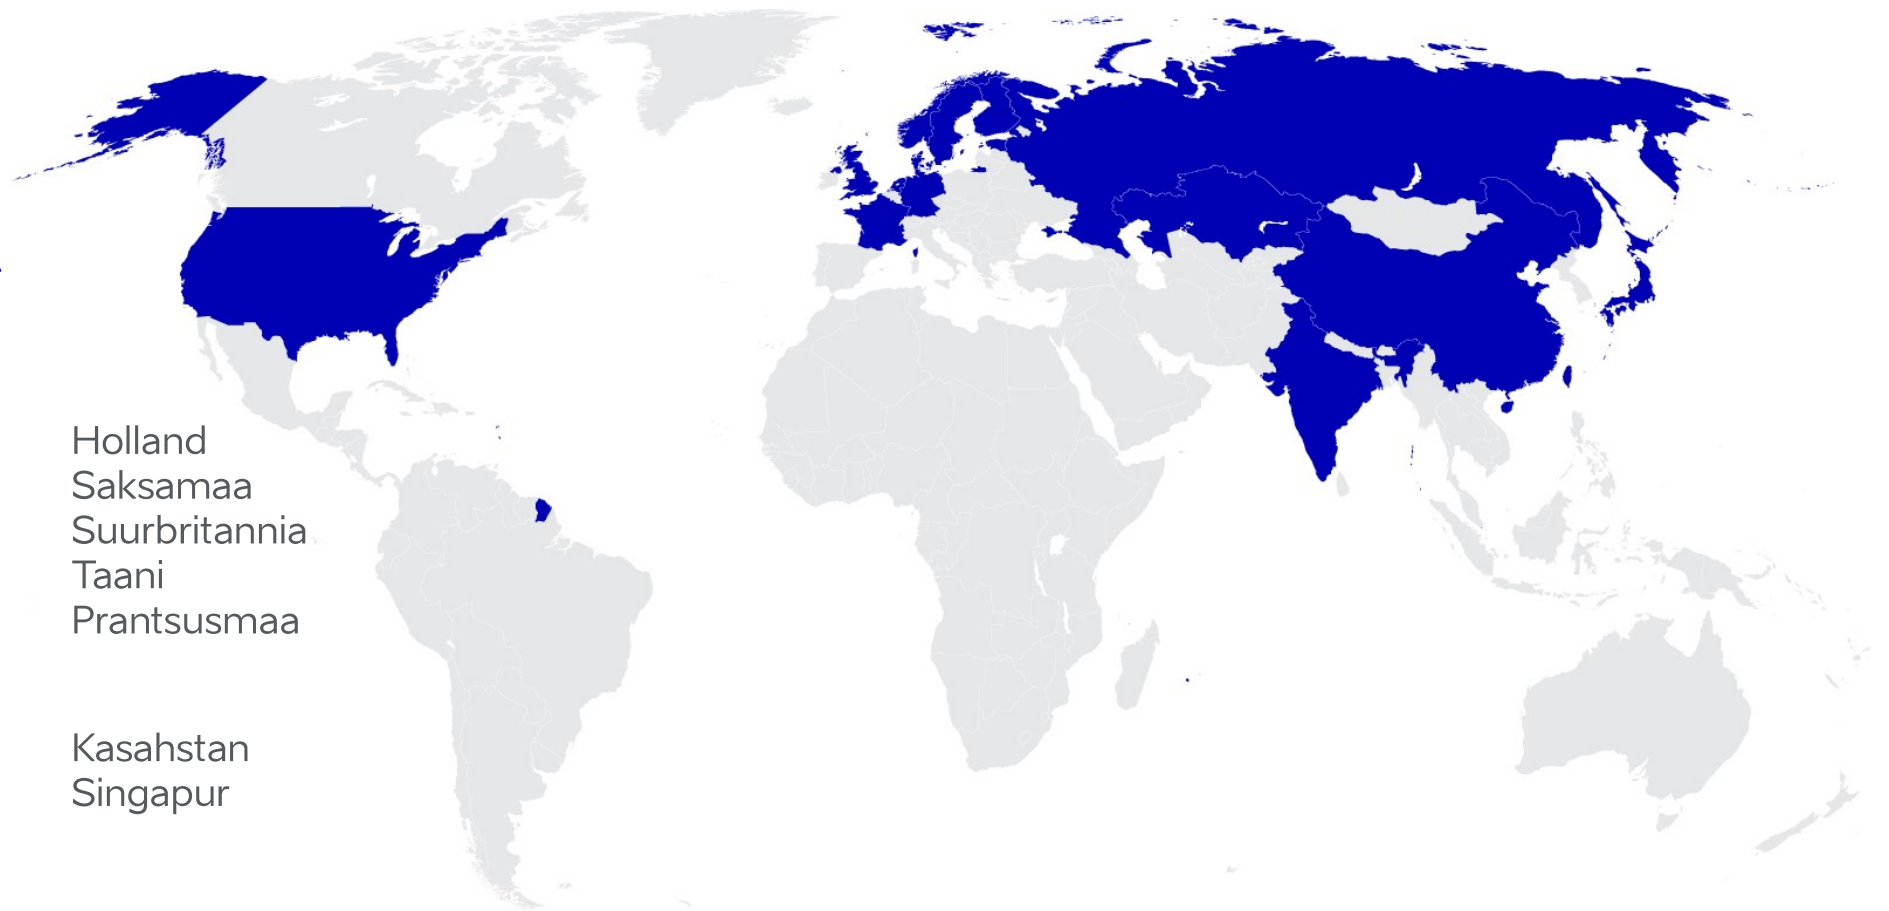 Holland
Saksamaa
Suurbritannia
Taani
Prantsusmaa
Kasahstan
Singapur